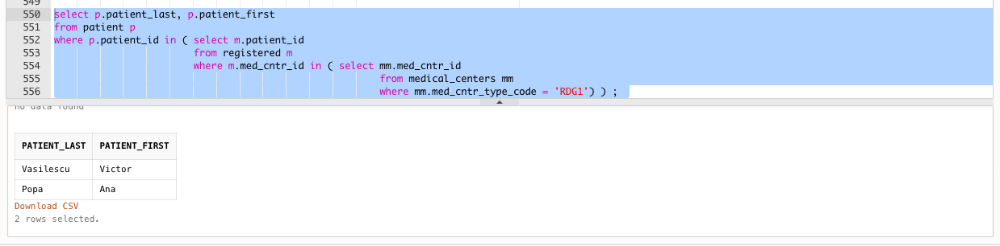 549
550 select p.patient_last, p.patient_first
551 from patient p
552 where p.patient_id in ( select m.patient_id
553 from registered m
554 where m.med_cntr_id in ( select mm.med_cntr_id
555 from medical_centers mm
556 where mm.med_cntr_type_code = 'RDG1') ) ;
no data found
PATIENT_LAST PATIENT_FIRST
Vasilescu Victor
Popa Ana
Download CSV
2 rows selected.